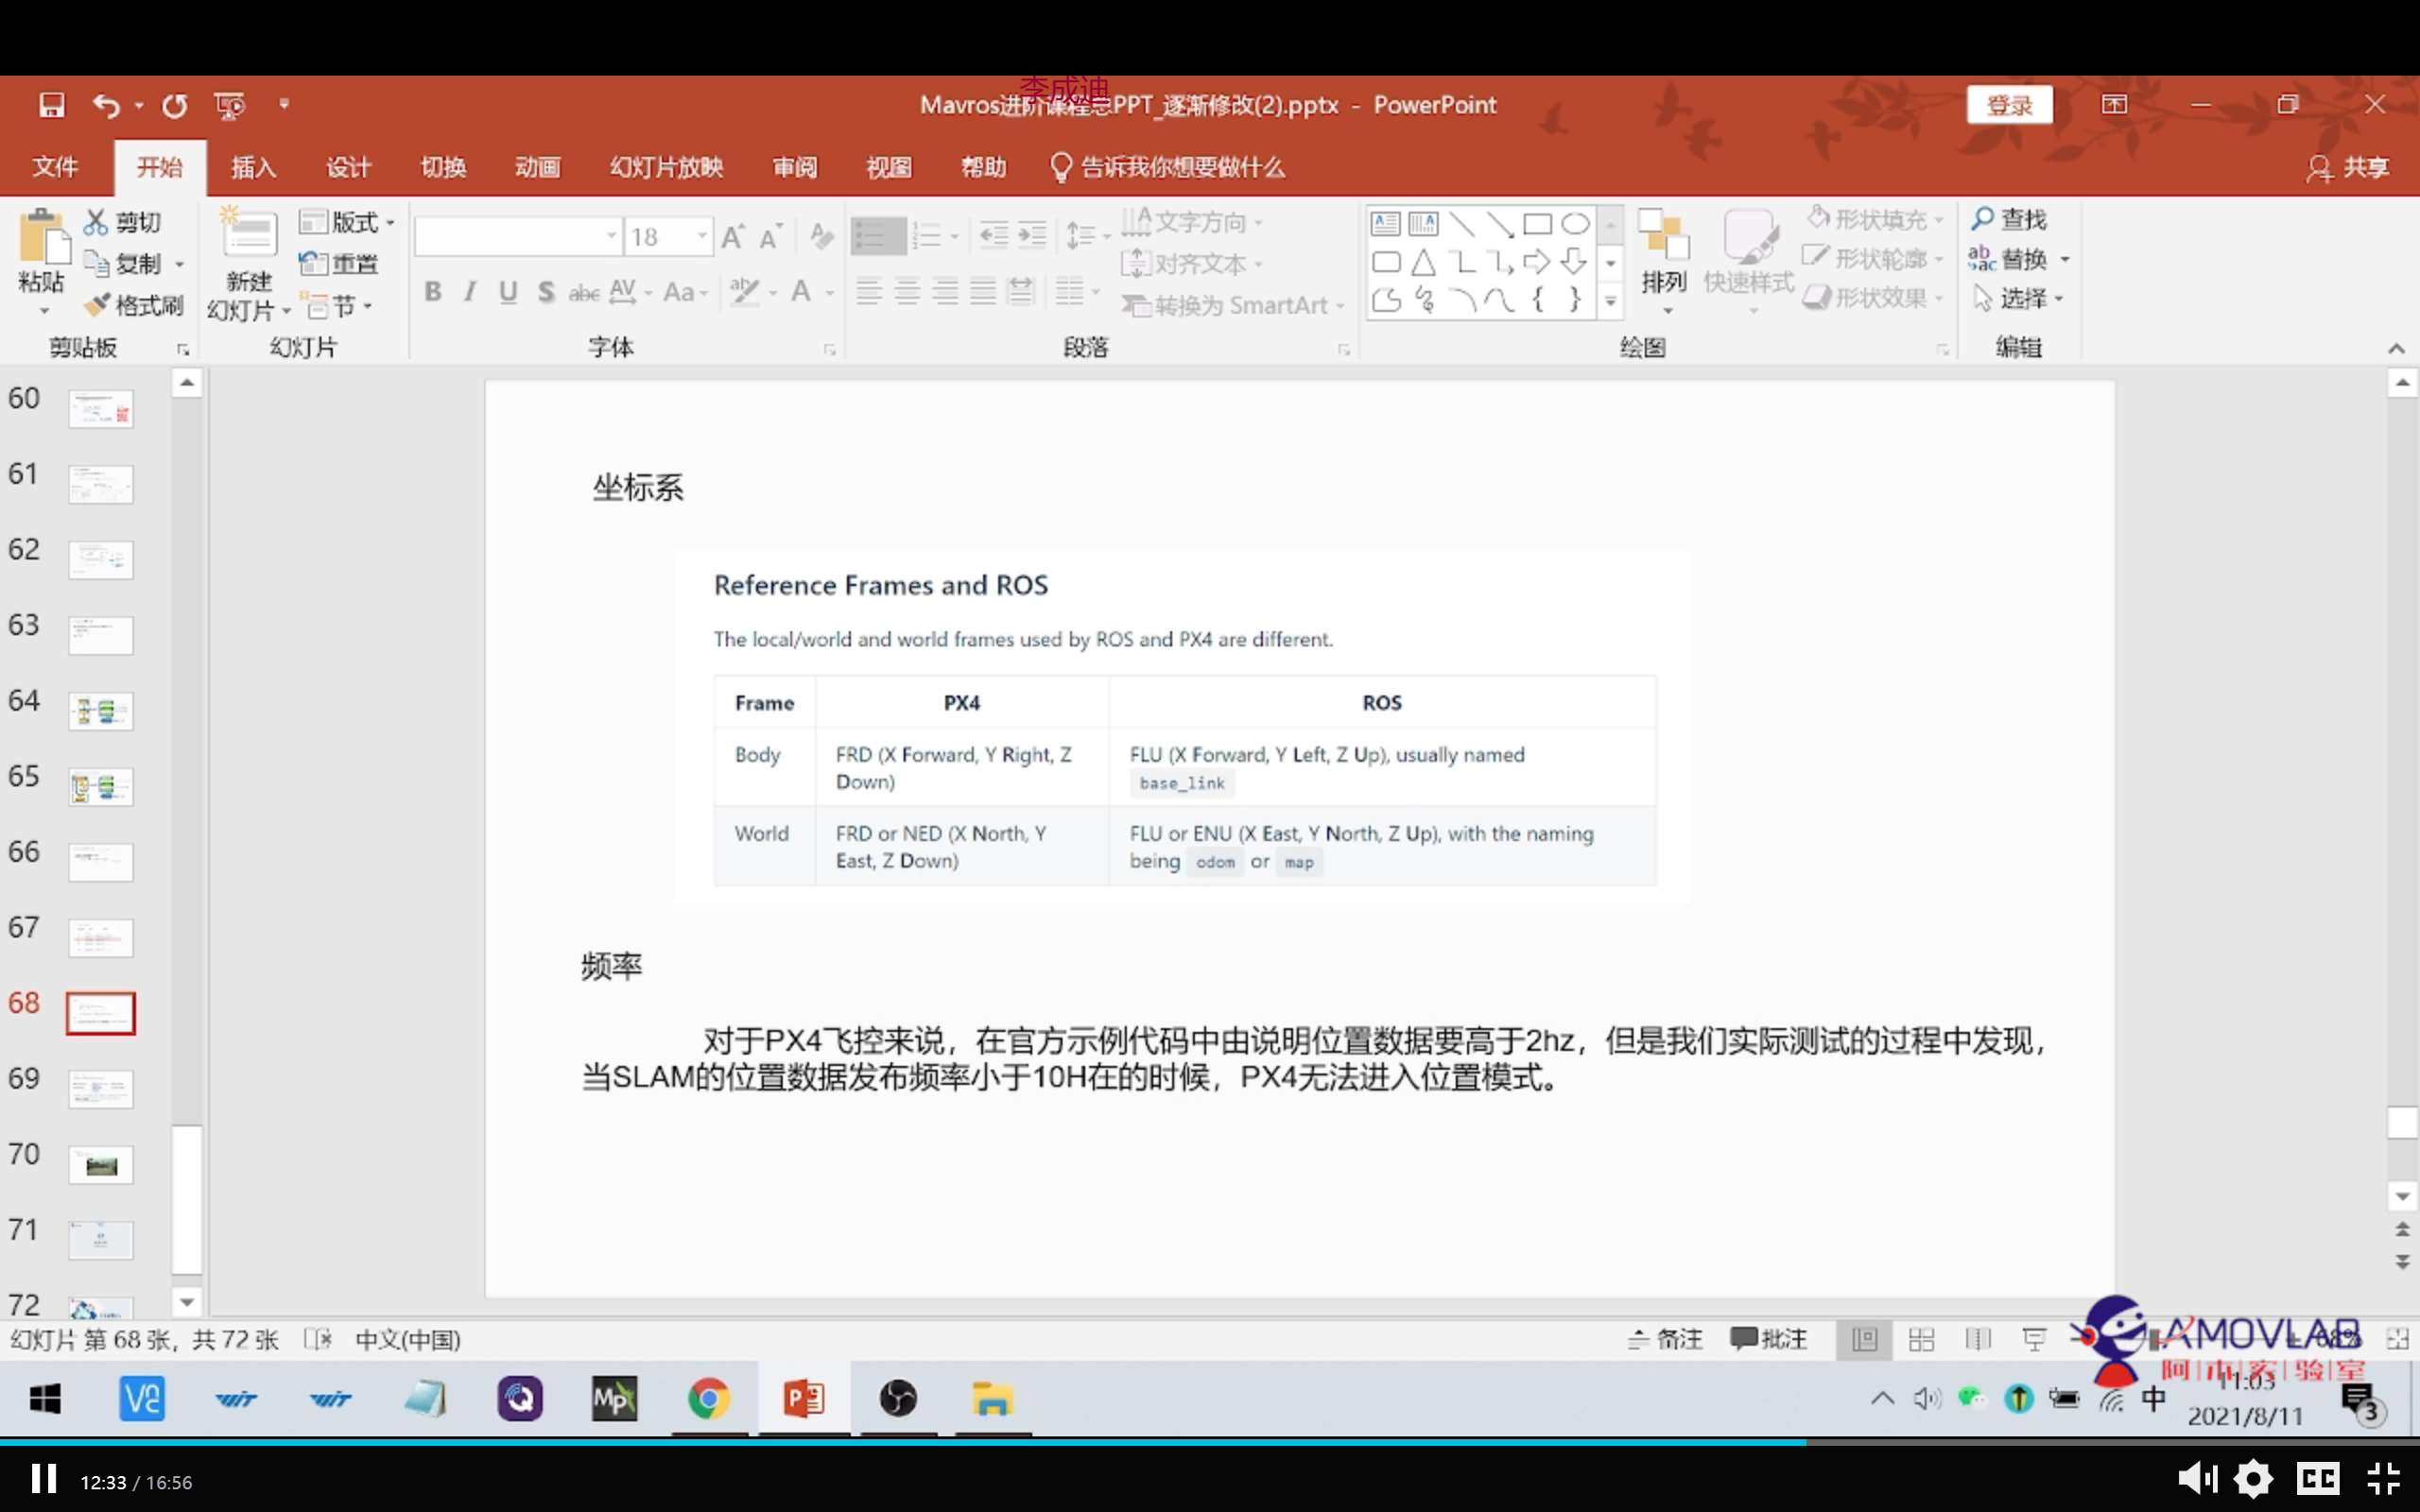 李成迪
Mavros进阶课程总PPT_逐渐修改(2).pptx - PowerPoint
登录
文件 开始 插入 设计 切换 动画 幻灯片放映 审阅 视图 帮助 告诉我你想要做什么 共享
粘贴 剪切 复制 格式刷 剪贴板
新建幻灯片 版式 重置 节 幻灯片
18
B I U S abc AV Aa A
字体
文字方向
对齐文本
转换为 SmartArt
段落
排列 快速样式 形状填充 形状轮廓 形状效果
绘图
查找
替换
选择
编辑
60
61
62
63
64
65
66
67
68
69
70
71
72
坐标系
Reference Frames and ROS
The local/world and world frames used by ROS and PX4 are different.
Frame PX4 ROS
Body FRD (X Forward, Y Right, Z Down) FLU (X Forward, Y Left, Z Up), usually named base_link
World FRD or NED (X North, Y East, Z Down) FLU or ENU (X East, Y North, Z Up), with the naming being odom or map
频率
对于PX4飞控来说，在官方示例代码中由说明位置数据要高于2hz，但是我们实际测试的过程中发现，
当SLAM的位置数据发布频率小于10H在的时候，PX4无法进入位置模式。
幻灯片 第 68 张，共 72 张 中文(中国) 备注 批注 68%
AMOVLAB
阿木实验室
中 11:03
2021/8/11 3
12:33 / 16:56 CC